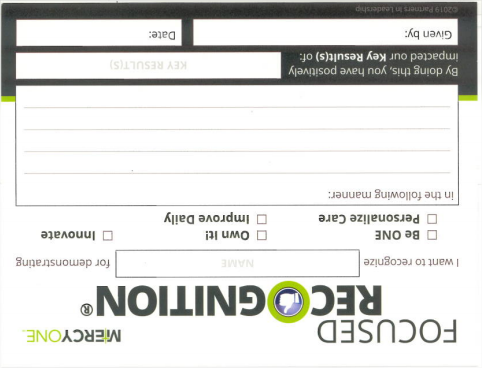 FOCUSED
MERCYONE™
RECOGNITION®
I want to recognize NAME for demonstrating
Be ONE
Own It!
Innovate
Personalize Care
Improve Daily
in the following manner:
By doing this, you have positively
impacted our Key Result(s) of:
KEY RESULT(S)
Given by:
Date:
©2019 Partners in Leadership